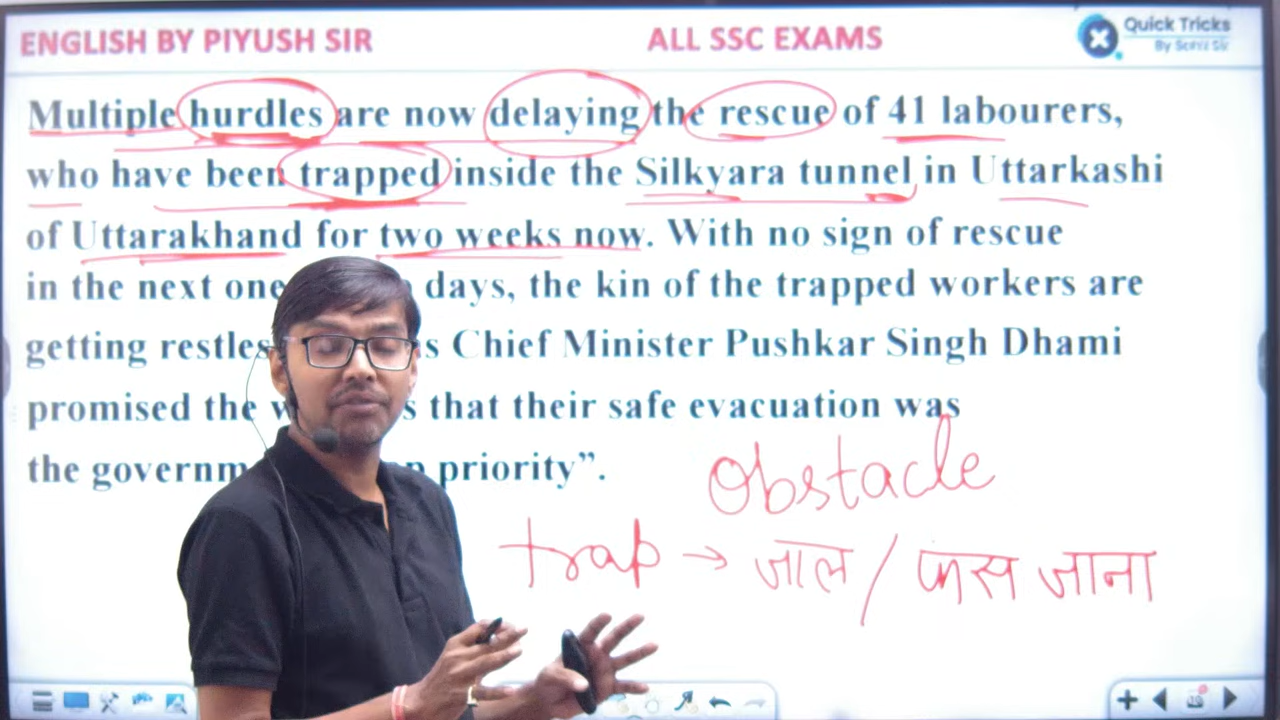 ENGLISH BY PIYUSH SIR
ALL SSC EXAMS
Quick Tricks
By Sahil Sir
Multiple hurdles are now delaying the rescue of 41 labourers,
who have been trapped inside the Silkyara tunnel in Uttarkashi
of Uttarakhand for two weeks now. With no sign of rescue
in the next one days, the kin of the trapped workers are
getting restles s Chief Minister Pushkar Singh Dhami
promised the w s that their safe evacuation was
the governm priority”.
Obstacle
trap → जाल / फस जाना